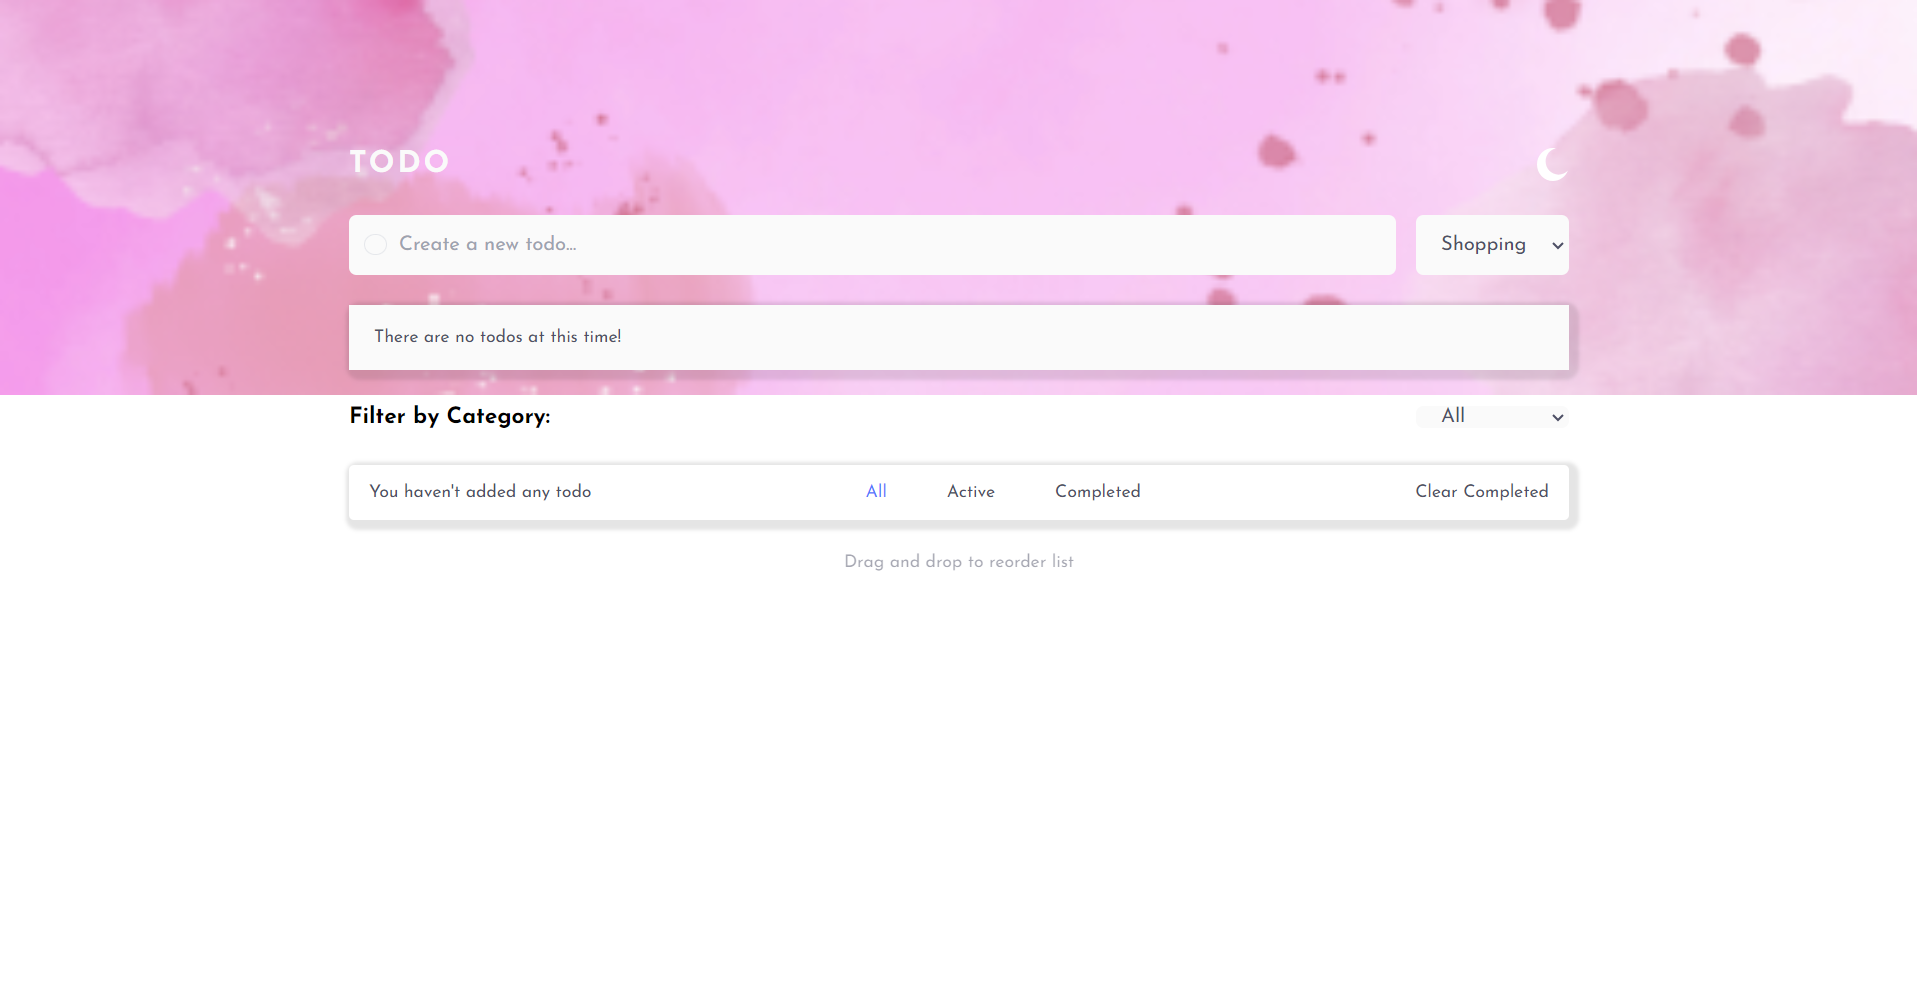 TODO
Create a new todo...
Shopping
There are no todos at this time!
Filter by Category:
All
You haven't added any todo
All
Active
Completed
Clear Completed
Drag and drop to reorder list